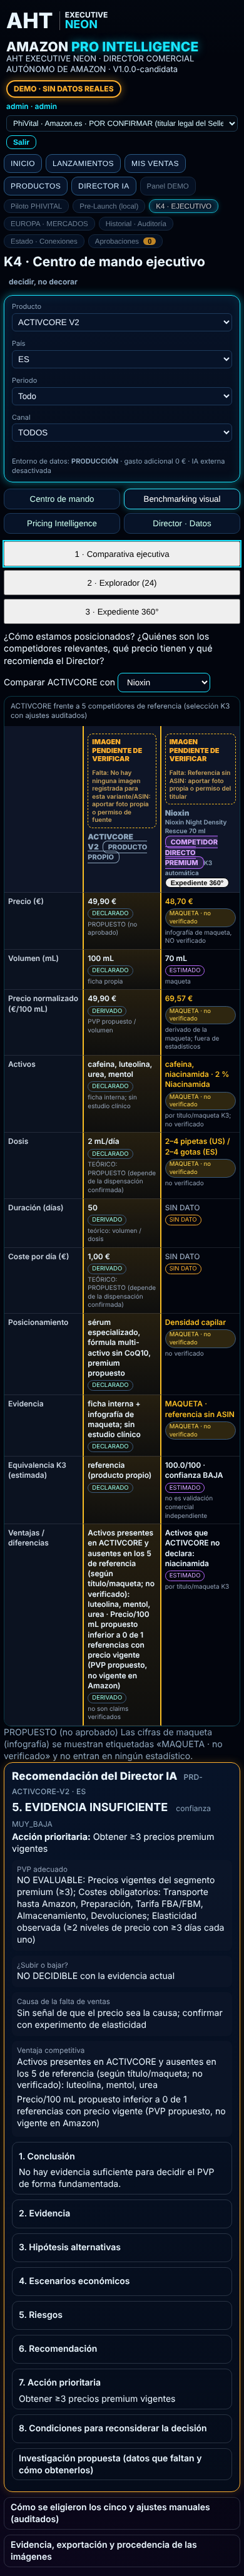 AHT EXECUTIVE
NEON
AMAZON PRO INTELLIGENCE
AHT EXECUTIVE NEON · DIRECTOR COMERCIAL
AUTÓNOMO DE AMAZON · V1.0.0-candidata
DEMO · SIN DATOS REALES
admin · admin
PhiVital · Amazon.es · POR CONFIRMAR (titular legal del Selle
Salir
INICIO LANZAMIENTOS MIS VENTAS
PRODUCTOS DIRECTOR IA Panel DEMO
Piloto PHIVITAL Pre-Launch (local) K4 · EJECUTIVO
EUROPA · MERCADOS Historial · Auditoría
Estado · Conexiones Aprobaciones 0
K4 · Centro de mando ejecutivo
decidir, no decorar
Producto
ACTIVCORE V2
País
ES
Periodo
Todo
Canal
TODOS
Entorno de datos: PRODUCCIÓN · gasto adicional 0 € · IA externa
desactivada
Centro de mando Benchmarking visual
Pricing Intelligence Director · Datos
1 · Comparativa ejecutiva
2 · Explorador (24)
3 · Expediente 360°
¿Cómo estamos posicionados? ¿Quiénes son los
competidores relevantes, qué precio tienen y qué
recomienda el Director?
Comparar ACTIVCORE con Nioxin
ACTIVCORE frente a 5 competidores de referencia (selección K3
con ajustes auditados)
IMAGEN
PENDIENTE DE
VERIFICAR
Falta: No hay
ninguna imagen
registrada para
esta variante/ASIN:
aportar foto propia
o permiso de
fuente
ACTIVCORE
V2 PRODUCTO
PROPIO
IMAGEN
PENDIENTE DE
VERIFICAR
Falta: Referencia sin
ASIN: aportar foto
propia o permiso del
titular
Nioxin
Nioxin Night Density
Rescue 70 ml
COMPETIDOR
DIRECTO
PREMIUM K3
automática
Expediente 360°
Precio (€)
49,90 €
DECLARADO
PROPUESTO (no
aprobado)
48,70 €
MAQUETA · no
verificado
infografía de maqueta,
NO verificado
Volumen (mL)
100 mL
DECLARADO
ficha propia
70 mL
ESTIMADO
maqueta
Precio normalizado
(€/100 mL)
49,90 €
DERIVADO
PVP propuesto /
volumen
69,57 €
MAQUETA · no
verificado
derivado de la
maqueta; fuera de
estadísticos
Activos
cafeína, luteolina,
urea, mentol
DECLARADO
ficha interna; sin
estudio clínico
cafeína,
niacinamida · 2 %
Niacinamida
MAQUETA · no
verificado
por título/maqueta K3;
no verificado
Dosis
2 mL/día
DECLARADO
TEÓRICO:
PROPUESTO (depende
de la dispensación
confirmada)
2–4 pipetas (US) /
2–4 gotas (ES)
MAQUETA · no
verificado
no verificado
Duración (días)
50
DERIVADO
teórico: volumen /
dosis
SIN DATO
SIN DATO
Coste por día (€)
1,00 €
DERIVADO
TEÓRICO:
PROPUESTO (depende
de la dispensación
confirmada)
SIN DATO
SIN DATO
Posicionamiento
sérum
especializado,
fórmula multi-
activo sin CoQ10,
premium
propuesto
DECLARADO
Densidad capilar
MAQUETA · no
verificado
no verificado
Evidencia
ficha interna +
infografía de
maqueta; sin
estudio clínico
DECLARADO
MAQUETA ·
referencia sin ASIN
MAQUETA · no
verificado
Equivalencia K3
(estimada)
referencia
(producto propio)
DECLARADO
100.0/100 ·
confianza BAJA
ESTIMADO
no es validación
comercial
independiente
Ventajas /
diferencias
Activos presentes
en ACTIVCORE y
ausentes en los 5
de referencia
(según
título/maqueta; no
verificado):
luteolina, mentol,
urea · Precio/100
mL propuesto
inferior a 0 de 1
referencias con
precio vigente
(PVP propuesto,
no vigente en
Amazon)
DERIVADO
no son claims
verificados
Activos que
ACTIVCORE no
declara:
niacinamida
ESTIMADO
por título/maqueta K3
PROPUESTO (no aprobado) Las cifras de maqueta
(infografía) se muestran etiquetadas «MAQUETA · no
verificado» y no entran en ningún estadístico.
Recomendación del Director IA PRD-
ACTIVCORE-V2 · ES
5. EVIDENCIA INSUFICIENTE confianza
MUY_BAJA
Acción prioritaria: Obtener ≥3 precios premium
vigentes
PVP adecuado
NO EVALUABLE: Precios vigentes del segmento
premium (≥3); Costes obligatorios: Transporte
hasta Amazon, Preparación, Tarifa FBA/FBM,
Almacenamiento, Devoluciones; Elasticidad
observada (≥2 niveles de precio con ≥3 días cada
uno)
¿Subir o bajar?
NO DECIDIBLE con la evidencia actual
Causa de la falta de ventas
Sin señal de que el precio sea la causa; confirmar
con experimento de elasticidad
Ventaja competitiva
Activos presentes en ACTIVCORE y ausentes en
los 5 de referencia (según título/maqueta; no
verificado): luteolina, mentol, urea
Precio/100 mL propuesto inferior a 0 de 1
referencias con precio vigente (PVP propuesto, no
vigente en Amazon)
1. Conclusión
No hay evidencia suficiente para decidir el PVP
de forma fundamentada.
2. Evidencia
3. Hipótesis alternativas
4. Escenarios económicos
5. Riesgos
6. Recomendación
7. Acción prioritaria
Obtener ≥3 precios premium vigentes
8. Condiciones para reconsiderar la decisión
Investigación propuesta (datos que faltan y
cómo obtenerlos)
Cómo se eligieron los cinco y ajustes manuales
(auditados)
Evidencia, exportación y procedencia de las
imágenes